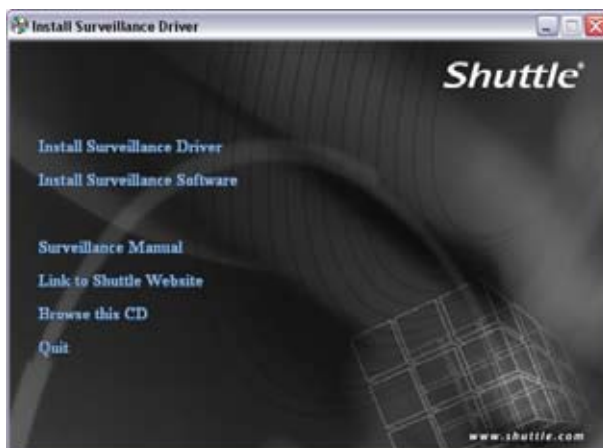 Install Surveillance Driver
Shuttle®
Install Surveillance Driver
Install Surveillance Software
Surveillance Manual
Link to Shuttle Website
Browse this CD
Quit
www.shuttle.com